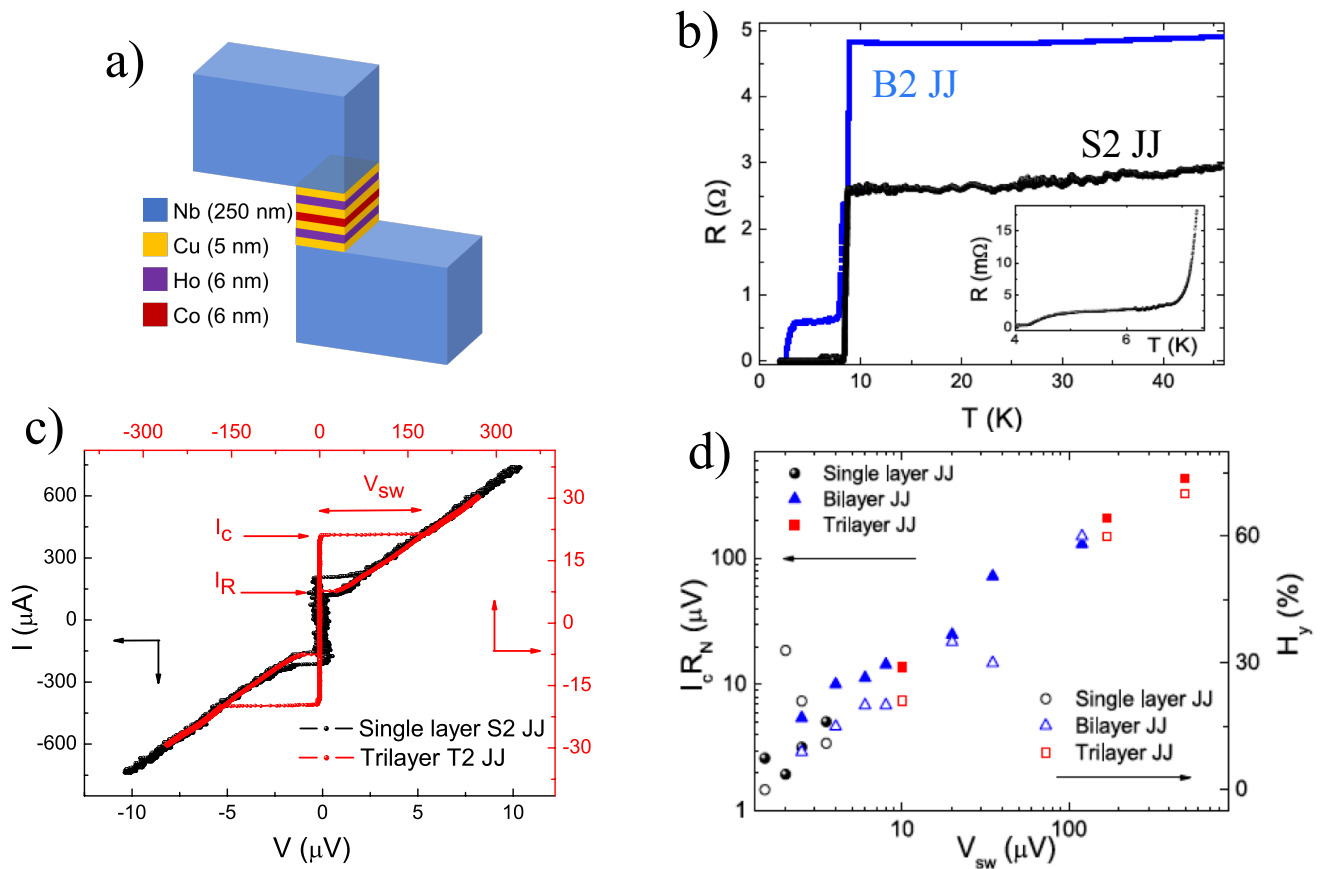 a)
Nb (250 nm)
Cu (5 nm)
Ho (6 nm)
Co (6 nm)
b)
5
4
3
2
1
0
R (Ω)
B2 JJ
S2 JJ
15
10
5
0
R (mΩ)
4
6
T (K)
0
10
20
30
40
T (K)
c)
-300
-150
0
150
300
600
300
0
-300
-600
I (μA)
30
15
0
-15
-30
V_sw
I_c
I_R
Single layer S2 JJ
Trilayer T2 JJ
-10
-5
0
5
10
V (μV)
d)
Single layer JJ
Bilayer JJ
Trilayer JJ
100
10
1
I_cR_N (μV)
60
30
0
H_y (%)
Single layer JJ
Bilayer JJ
Trilayer JJ
10
100
V_sw (μV)